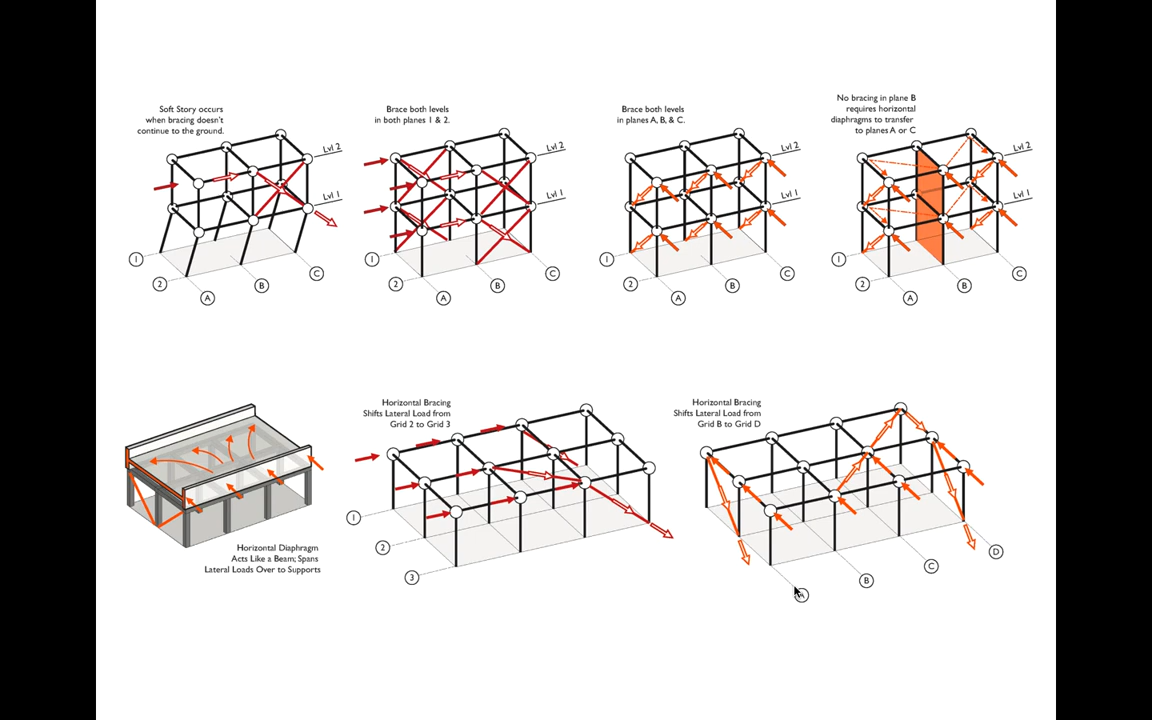 Soft Story occurs
when bracing doesn't
continue to the ground.
Lvl 2
Lvl 1
1
2
A
B
C
Brace both levels
in both planes 1 & 2.
Lvl 2
Lvl 1
1
2
A
B
C
Brace both levels
in planes A, B, & C.
Lvl 2
Lvl 1
1
2
A
B
C
No bracing in plane B
requires horizontal
diaphragms to transfer
to planes A or C
Lvl 2
Lvl 1
1
2
A
B
C
Horizontal Diaphragm
Acts Like a Beam; Spans
Lateral Loads Over to Supports
Horizontal Bracing
Shifts Lateral Load from
Grid 2 to Grid 3
1
2
3
Horizontal Bracing
Shifts Lateral Load from
Grid B to Grid D
A
B
C
D